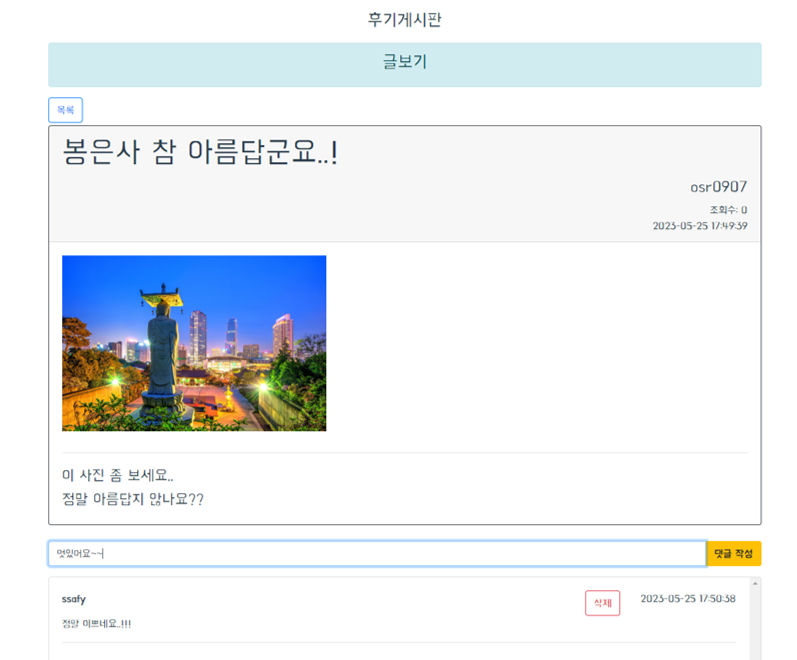 후기게시판
글보기
목록
봉은사 참 아름답군요..!
osr0907
조회수: 0
2023-05-25 17:49:39
이 사진 좀 보세요..
정말 아름답지 않나요??
멋있어요~~
댓글 작성
ssafy
삭제
2023-05-25 17:50:38
정말 이쁘네요..!!!